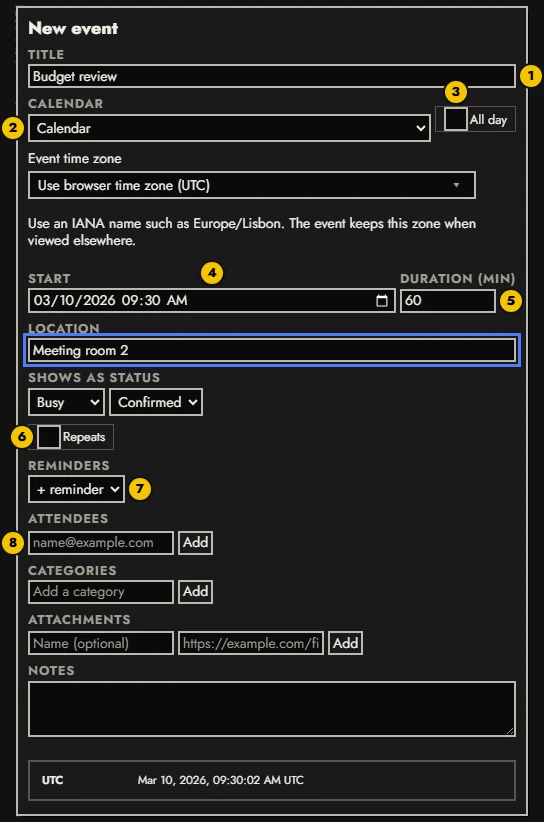 New event
TITLE
Budget review
1
CALENDAR
3
2
Calendar
All day
Event time zone
Use browser time zone (UTC)
Use an IANA name such as Europe/Lisbon. The event keeps this zone when
viewed elsewhere.
START
4
DURATION (MIN)
03/10/2026 09:30 AM
60
5
LOCATION
Meeting room 2
SHOWS AS STATUS
Busy
Confirmed
6
Repeats
REMINDERS
+ reminder
7
ATTENDEES
8
name@example.com
Add
CATEGORIES
Add a category
Add
ATTACHMENTS
Name (optional)
https://example.com/fi
Add
NOTES
UTC
Mar 10, 2026, 09:30:02 AM UTC